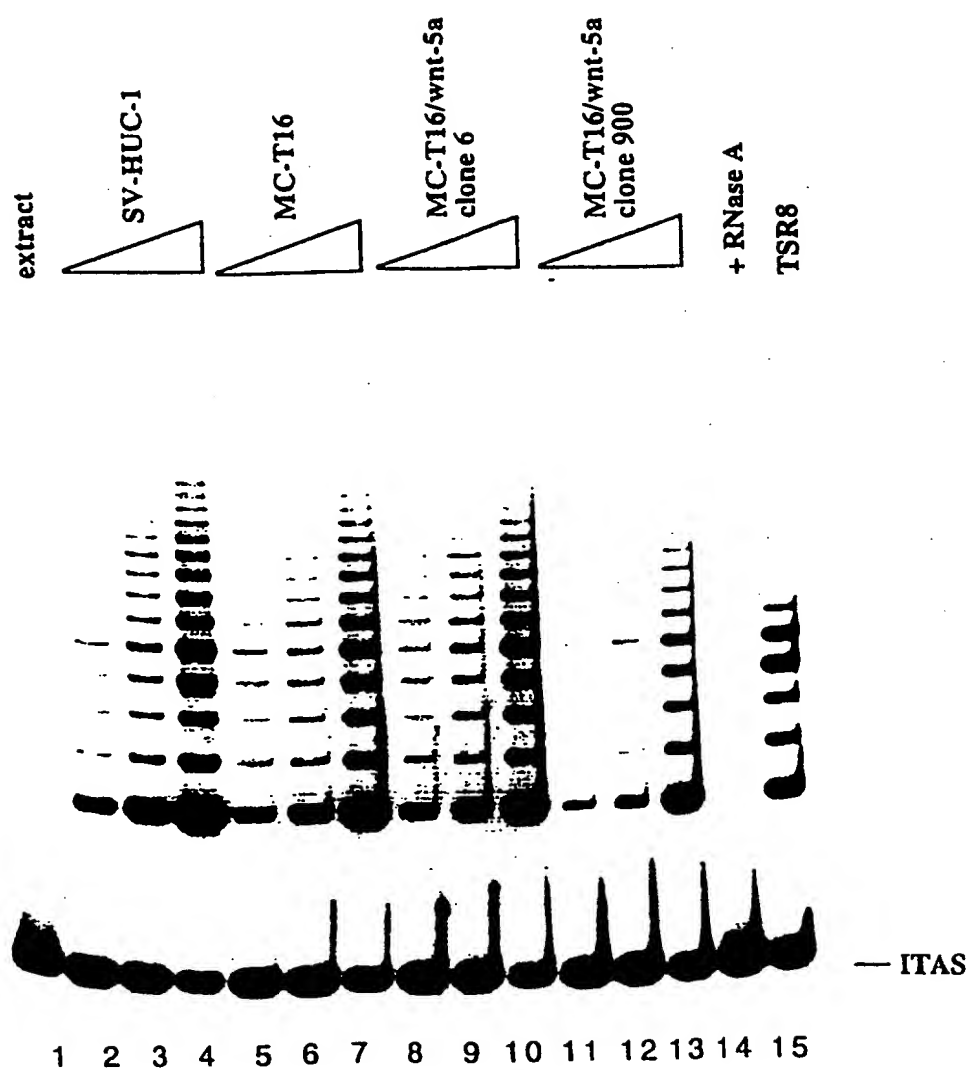 extract
SV-HUC-1
MC-T16
MC-T16/wnt-5a
clone 6
MC-T16/wnt-5a
clone 900
+ RNase A
TSR8
ITAS
1 2 3 4 5 6 7 8 9 10 11 12 13 14 15